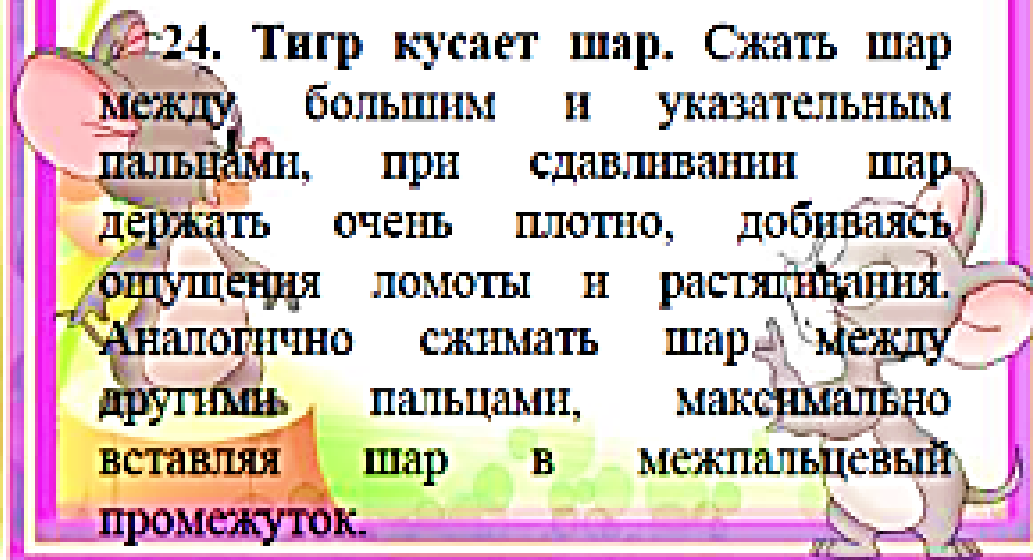 24. Тигр кусает шар. Сжать шар
между большим и указательным
пальцами, при сдавливании шар
держать очень плотно, добиваясь
ощущения ломоты и растягивания.
Аналогично сжимать шар между
другими пальцами, максимально
вставляя шар в межпальцевый
промежуток.